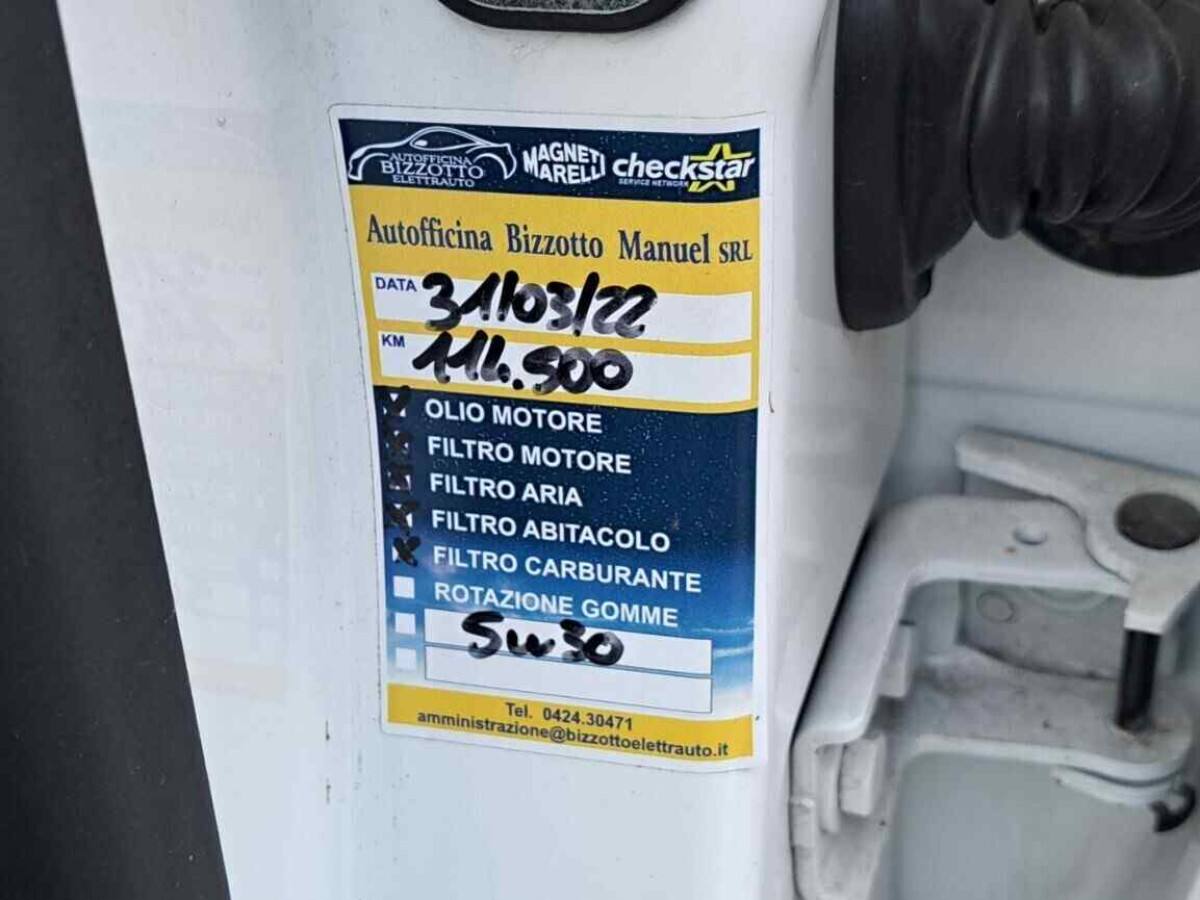 AUTOFFICINA
BIZZOTTO
ELETTRAUTO
MAGNETI
MARELLI
checkstar
SERVICE NETWORK
Autofficina Bizzotto Manuel SRL
DATA 31/03/22
KM 114.500
OLIO MOTORE
FILTRO MOTORE
FILTRO ARIA
FILTRO ABITACOLO
FILTRO CARBURANTE
ROTAZIONE GOMME
5w30
Tel. 0424.30471
amministrazione@bizzottoelettrauto.it